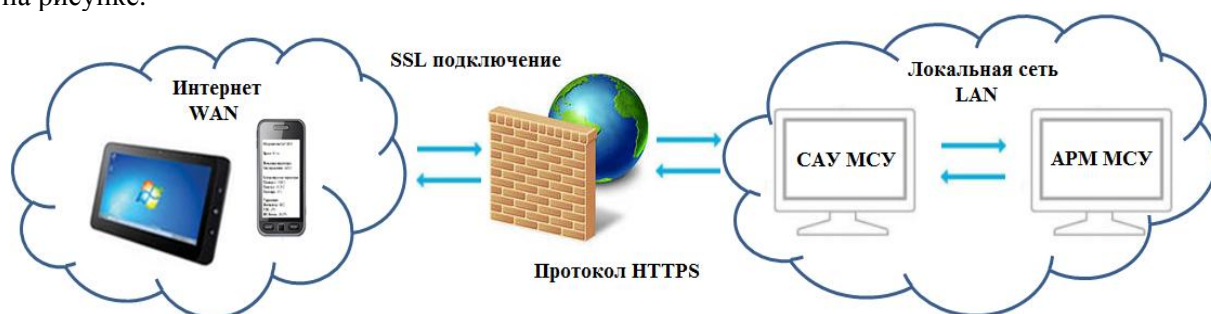 на рисунке.
SSL подключение
Интернет
WAN
Локальная сеть
LAN
САУ МСУ
АРМ МСУ
Протокол HTTPS